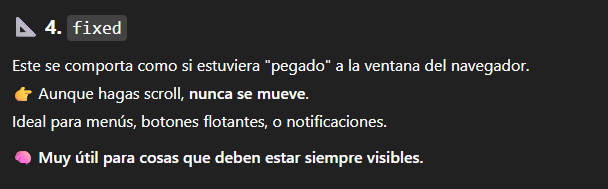 📐 4. fixed
Este se comporta como si estuviera "pegado" a la ventana del navegador.
👉 Aunque hagas scroll, nunca se mueve.
Ideal para menús, botones flotantes, o notificaciones.
🧠 Muy útil para cosas que deben estar siempre visibles.